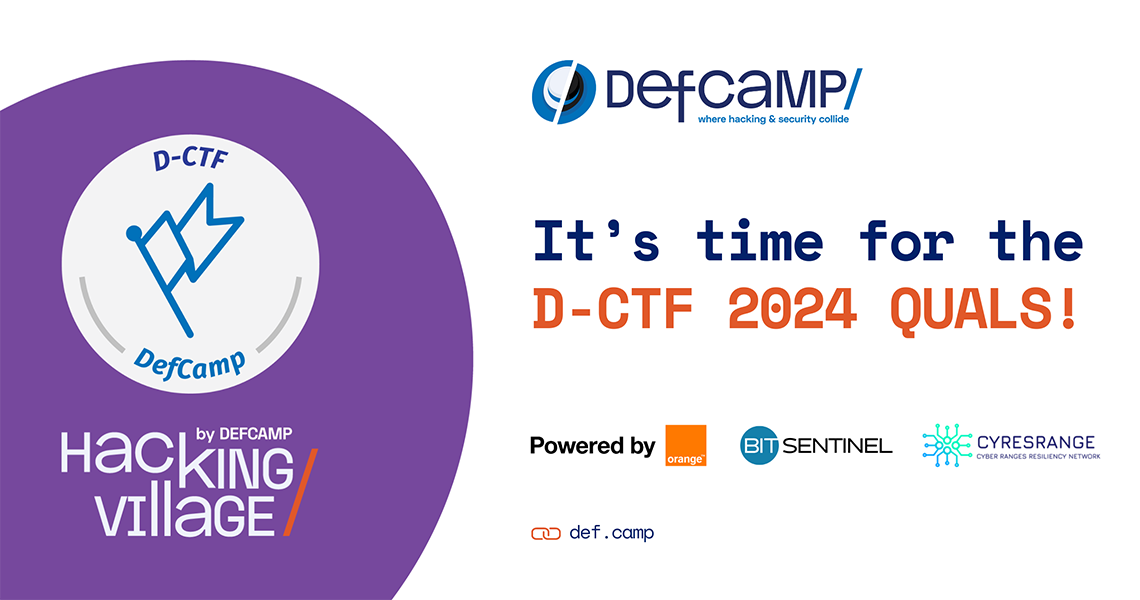 D-CTF
DefCamp
by DEFCAMP
HacKING
VIllaGE/
DefcaMP/
where hacking & security collide
It's time for the
D-CTF 2024 QUALS!
Powered by
orange™
BIT SENTINEL
CYRESRANGE
CYBER RANGES RESILIENCY NETWORK
def.camp